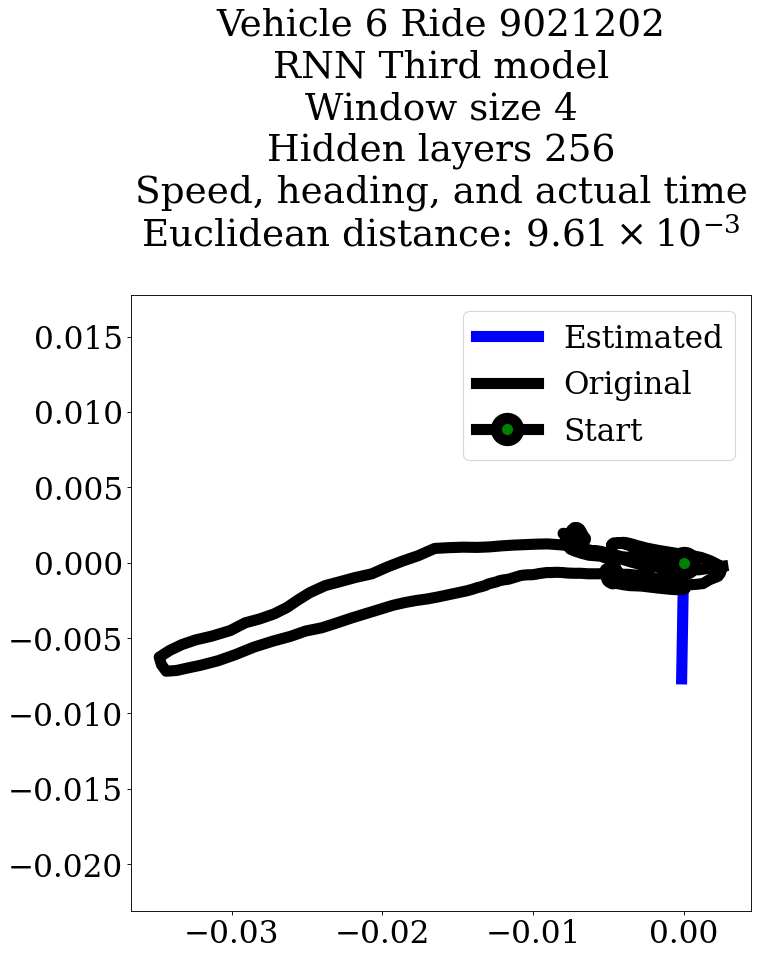 Vehicle 6 Ride 9021202
RNN Third model
Window size 4
Hidden layers 256
Speed, heading, and actual time
Euclidean distance: 9.61 × 10⁻³
Estimated
Original
Start
0.015
0.010
0.005
0.000
−0.005
−0.010
−0.015
−0.020
−0.03 −0.02 −0.01 0.00